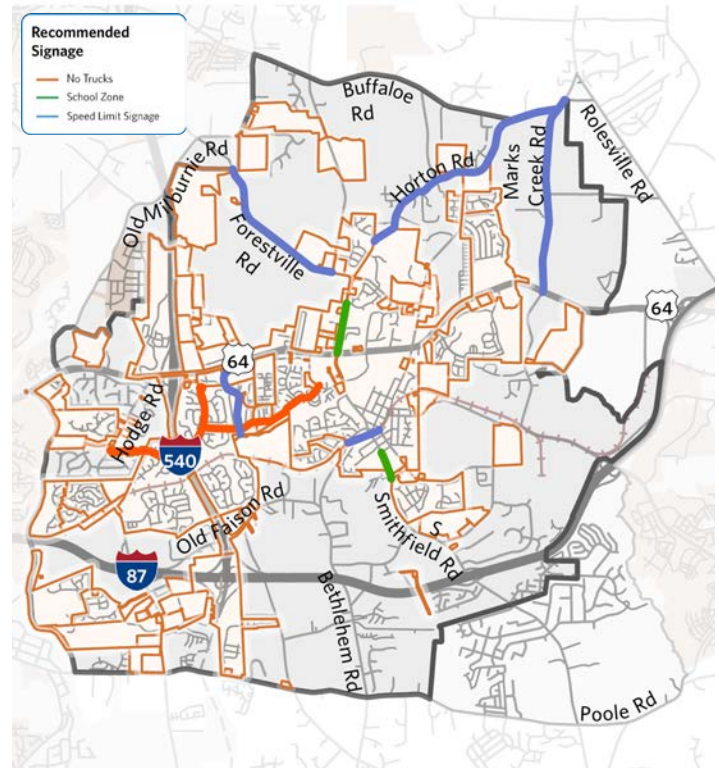 Recommended
Signage
No Trucks
School Zone
Speed Limit Signage
Buffaloe
Rd
Rolesville Rd
Marks
Creek Rd
Horton Rd
Old Milburnie Rd
Forestville
Rd
64
64
Hodge Rd
540
Old Faison Rd
S
Smithfield Rd
87
Bethlehem Rd
Poole Rd